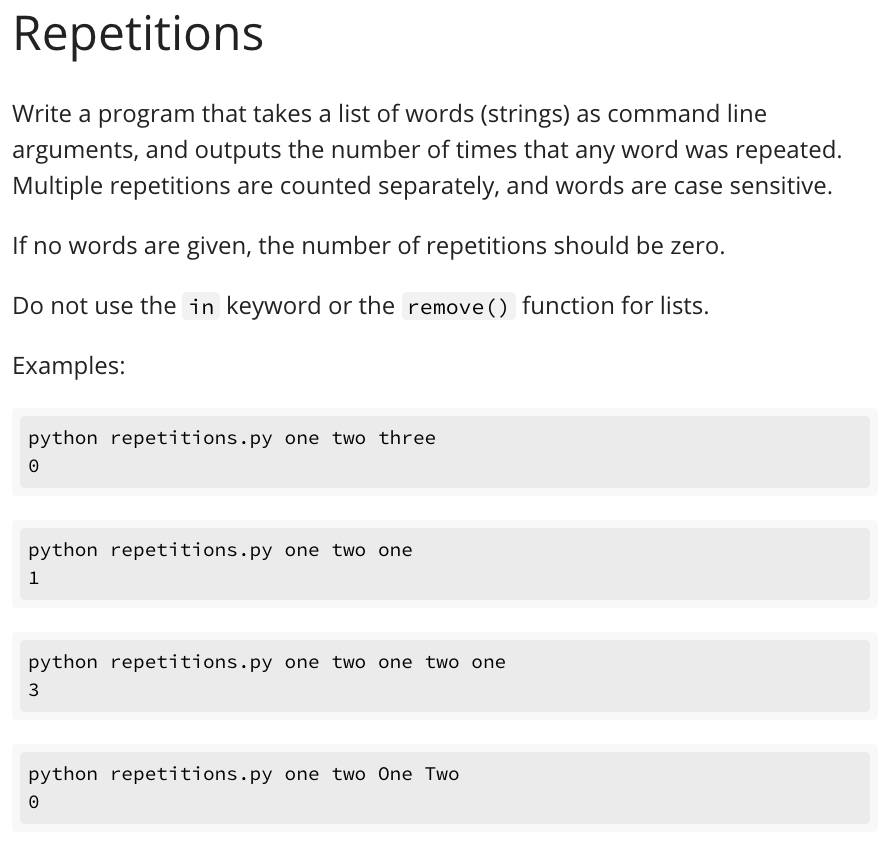 Repetitions
Write a program that takes a list of words (strings) as command line
arguments, and outputs the number of times that any word was repeated.
Multiple repetitions are counted separately, and words are case sensitive.
If no words are given, the number of repetitions should be zero.
Do not use the in keyword or the remove() function for lists.
Examples:
python repetitions.py one two three
0
python repetitions.py one two one
1
python repetitions.py one two one two one
3
python repetitions.py one two One Two
0